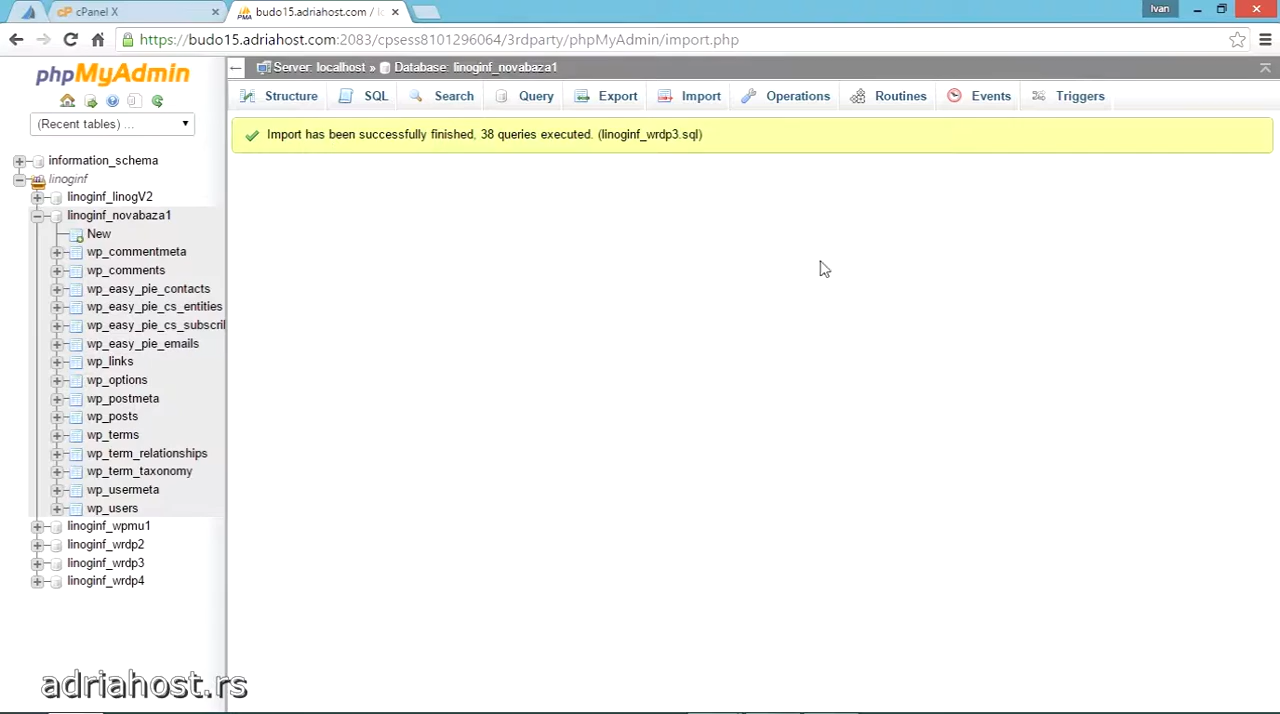 cPanel X
budo15.adriahost.com / lc
Ivan
https://budo15.adriahost.com:2083/cpsess8101296064/3rdparty/phpMyAdmin/import.php
phpMyAdmin
Server: localhost » Database: linoginf_novabaza1
Structure SQL Search Query Export Import Operations Routines Events Triggers
Import has been successfully finished, 38 queries executed. (linoginf_wrdp3.sql)
(Recent tables) ...
information_schema
linoginf
linoginf_linogV2
linoginf_novabaza1
New
wp_commentmeta
wp_comments
wp_easy_pie_contacts
wp_easy_pie_cs_entities
wp_easy_pie_cs_subscril
wp_easy_pie_emails
wp_links
wp_options
wp_postmeta
wp_posts
wp_terms
wp_term_relationships
wp_term_taxonomy
wp_usermeta
wp_users
linoginf_wpmu1
linoginf_wrdp2
linoginf_wrdp3
linoginf_wrdp4
adriahost.rs